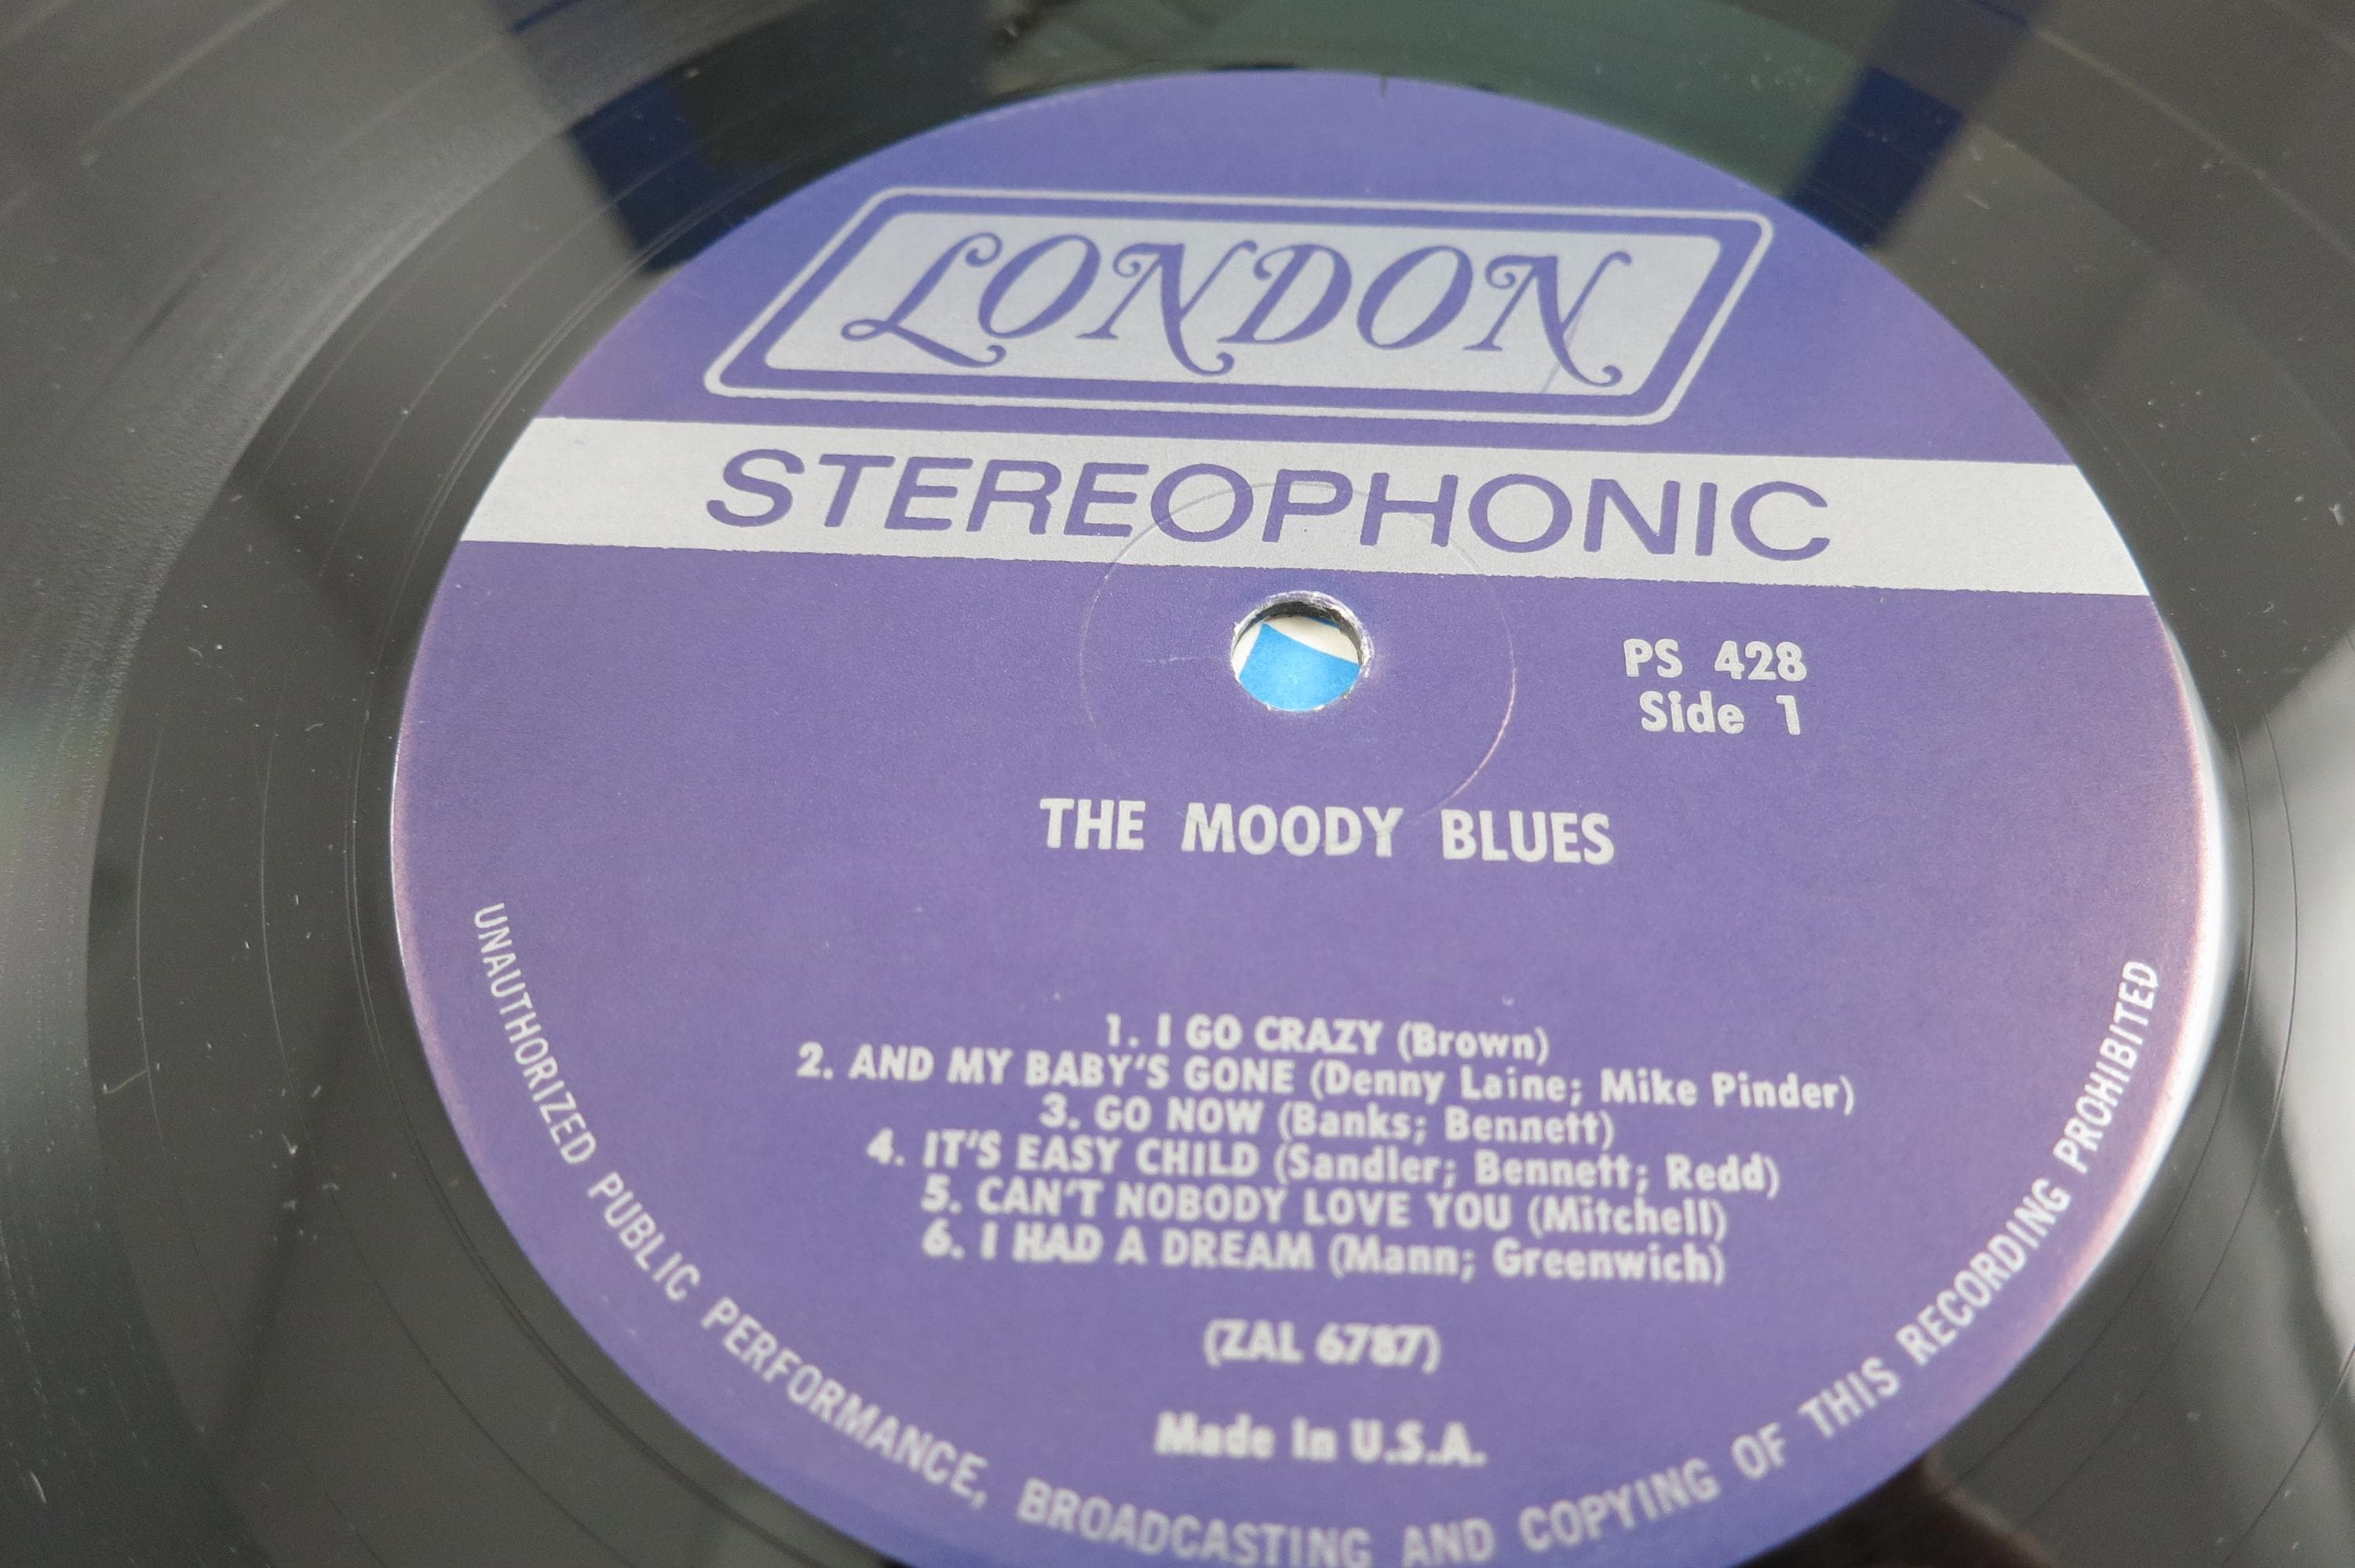 LONDON
STEREOPHONIC
PS 428
Side 1
THE MOODY BLUES
1. I GO CRAZY (Brown)
2. AND MY BABY'S GONE (Denny Laine; Mike Pinder)
3. GO NOW (Banks; Bennett)
4. IT'S EASY CHILD (Sandler; Bennett; Redd)
5. CAN'T NOBODY LOVE YOU (Mitchell)
6. I HAD A DREAM (Mann; Greenwich)
(ZAL 6787)
Made in U.S.A.
UNAUTHORIZED PUBLIC PERFORMANCE, BROADCASTING AND COPYING OF THIS RECORDING PROHIBITED